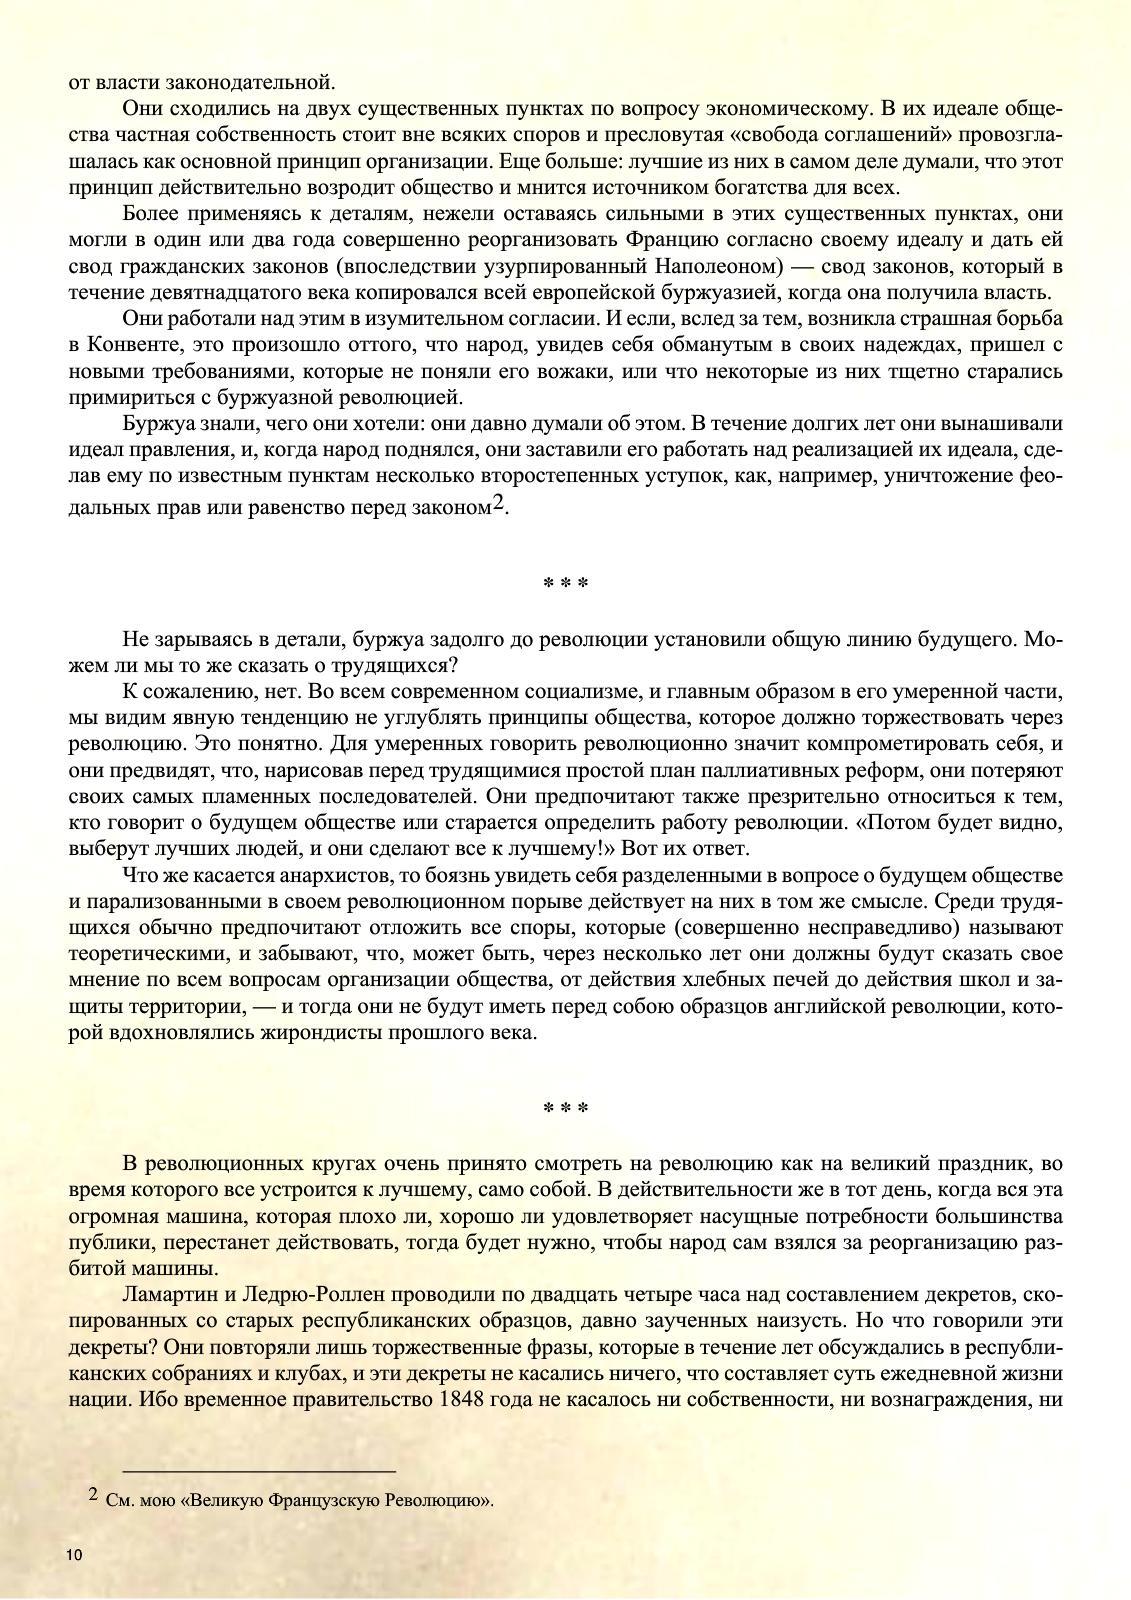 от власти законодательной.
Они сходились на двух существенных пунктах по вопросу экономическому. В их идеале обще-
ства частная собственность стоит вне всяких споров и пресловутая «свобода соглашений» провозгла-
шалась как основной принцип организации. Еще больше: лучшие из них в самом деле думали, что этот
принцип действительно возродит общество и мнится источником богатства для всех.
Более применяясь к деталям, нежели оставаясь сильными в этих существенных пунктах, они
могли в один или два года совершенно реорганизовать Францию согласно своему идеалу и дать ей
свод гражданских законов (впоследствии узурпированный Наполеоном) — свод законов, который в
течение девятнадцатого века копировался всей европейской буржуазией, когда она получила власть.
Они работали над этим в изумительном согласии. И если, вслед за тем, возникла страшная борьба
в Конвенте, это произошло оттого, что народ, увидев себя обманутым в своих надеждах, пришел с
новыми требованиями, которые не поняли его вожаки, или что некоторые из них тщетно старались
примириться с буржуазной революцией.
Буржуа знали, чего они хотели: они давно думали об этом. В течение долгих лет они вынашивали
идеал правления, и, когда народ поднялся, они заставили его работать над реализацией их идеала, сде-
лав ему по известным пунктам несколько второстепенных уступок, как, например, уничтожение фео-
дальных прав или равенство перед законом2.
* * *
Не зарываясь в детали, буржуа задолго до революции установили общую линию будущего. Мо-
жем ли мы то же сказать о трудящихся?
К сожалению, нет. Во всем современном социализме, и главным образом в его умеренной части,
мы видим явную тенденцию не углублять принципы общества, которое должно торжествовать через
революцию. Это понятно. Для умеренных говорить революционно значит компрометировать себя, и
они предвидят, что, нарисовав перед трудящимися простой план паллиативных реформ, они потеряют
своих самых пламенных последователей. Они предпочитают также презрительно относиться к тем,
кто говорит о будущем обществе или старается определить работу революции. «Потом будет видно,
выберут лучших людей, и они сделают все к лучшему!» Вот их ответ.
Что же касается анархистов, то боязнь увидеть себя разделенными в вопросе о будущем обществе
и парализованными в своем революционном порыве действует на них в том же смысле. Среди трудя-
щихся обычно предпочитают отложить все споры, которые (совершенно несправедливо) называют
теоретическими, и забывают, что, может быть, через несколько лет они должны будут сказать свое
мнение по всем вопросам организации общества, от действия хлебных печей до действия школ и за-
щиты территории, — и тогда они не будут иметь перед собою образцов английской революции, кото-
рой вдохновлялись жирондисты прошлого века.
* * *
В революционных кругах очень принято смотреть на революцию как на великий праздник, во
время которого все устроится к лучшему, само собой. В действительности же в тот день, когда вся эта
огромная машина, которая плохо ли, хорошо ли удовлетворяет насущные потребности большинства
публики, перестанет действовать, тогда будет нужно, чтобы народ сам взялся за реорганизацию раз-
битой машины.
Ламартин и Ледрю-Роллен проводили по двадцать четыре часа над составлением декретов, ско-
пированных со старых республиканских образцов, давно заученных наизусть. Но что говорили эти
декреты? Они повторяли лишь торжественные фразы, которые в течение лет обсуждались в республи-
канских собраниях и клубах, и эти декреты не касались ничего, что составляет суть ежедневной жизни
нации. Ибо временное правительство 1848 года не касалось ни собственности, ни вознаграждения, ни
2 См. мою «Великую Французскую Революцию».
10